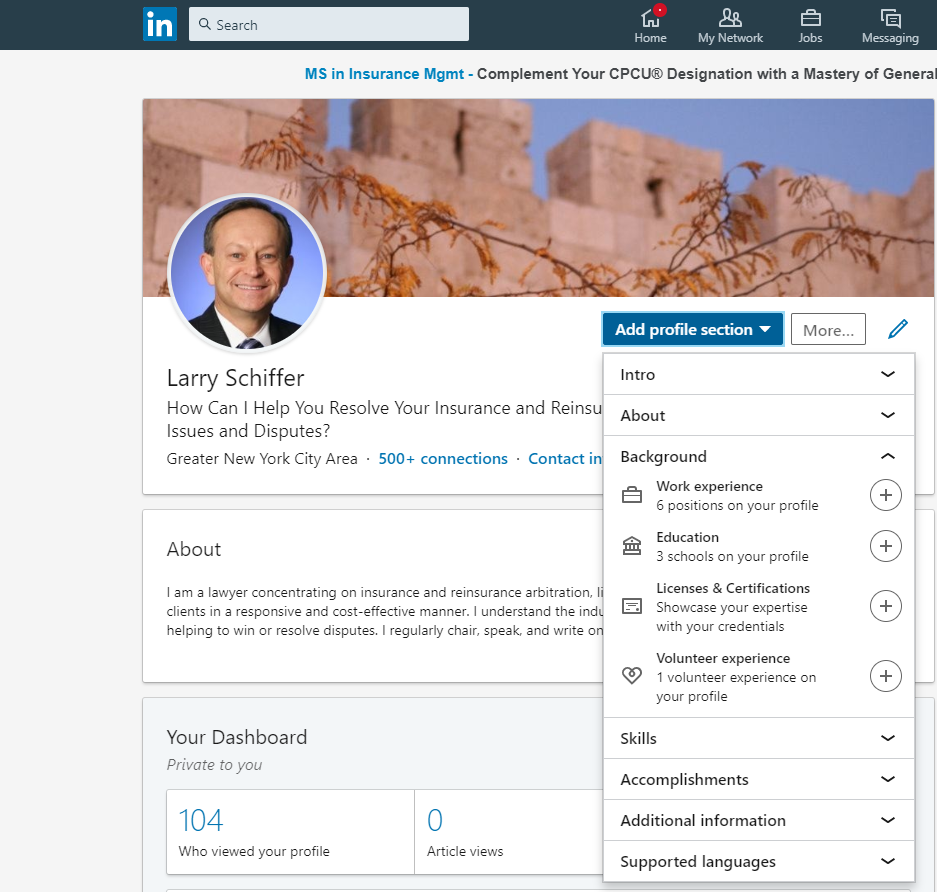 in
Search
Home
My Network
Jobs
Messaging
MS in Insurance Mgmt - Complement Your CPCU® Designation with a Mastery of General
Add profile section
More...
Larry Schiffer
How Can I Help You Resolve Your Insurance and Reinsu
Issues and Disputes?
Greater New York City Area · 500+ connections · Contact in
Intro
About
Background
Work experience
6 positions on your profile
Education
3 schools on your profile
Licenses & Certifications
Showcase your expertise
with your credentials
Volunteer experience
1 volunteer experience on
your profile
Skills
Accomplishments
Additional information
Supported languages
About
I am a lawyer concentrating on insurance and reinsurance arbitration, li
clients in a responsive and cost-effective manner. I understand the indu
helping to win or resolve disputes. I regularly chair, speak, and write on
Your Dashboard
Private to you
104
Who viewed your profile
0
Article views